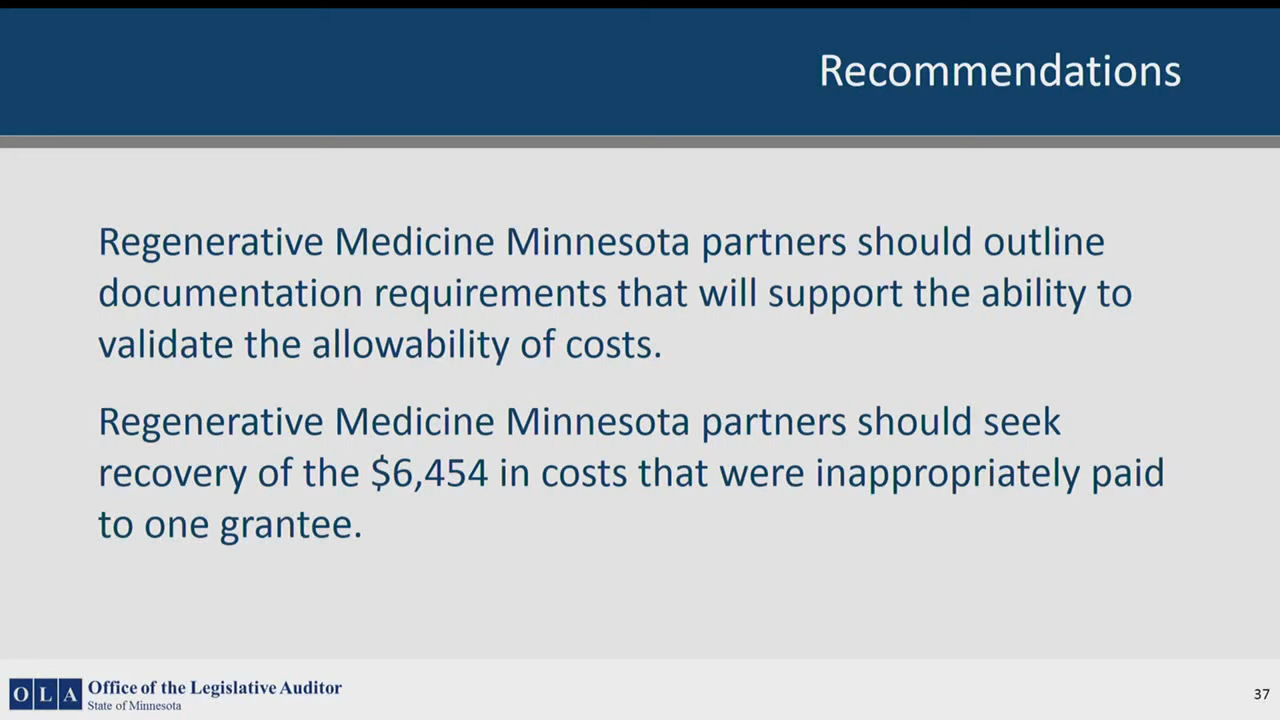 Recommendations
Regenerative Medicine Minnesota partners should outline
documentation requirements that will support the ability to
validate the allowability of costs.
Regenerative Medicine Minnesota partners should seek
recovery of the $6,454 in costs that were inappropriately paid
to one grantee.
OLA Office of the Legislative Auditor
State of Minnesota
37